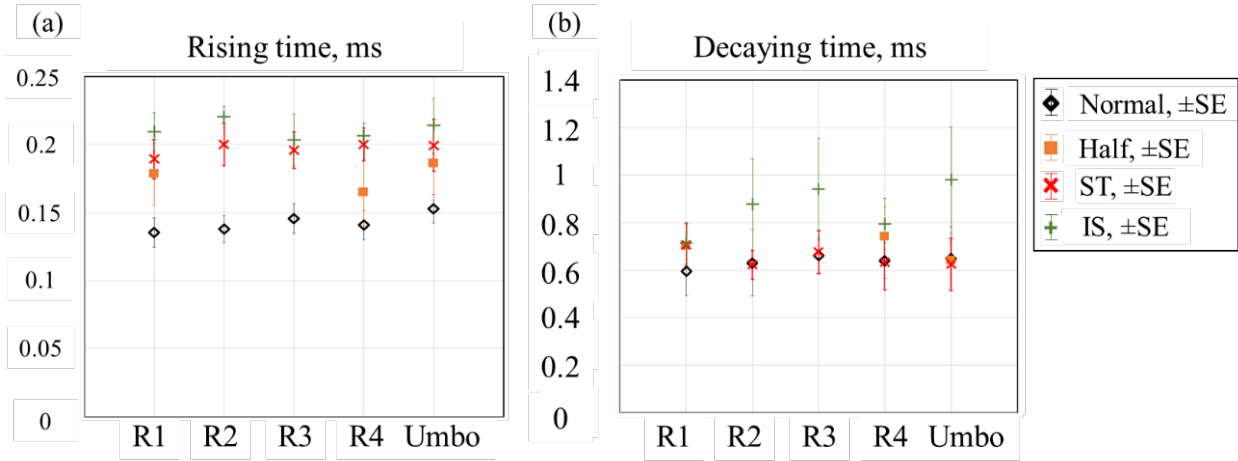 (a)
Rising time, ms
0.25
0.2
0.15
0.1
0.05
0
R1 R2 R3 R4 Umbo
(b)
Decaying time, ms
1.4
1.2
1
0.8
0.6
0.4
0.2
0
R1 R2 R3 R4 Umbo
Normal, ±SE
Half, ±SE
ST, ±SE
IS, ±SE